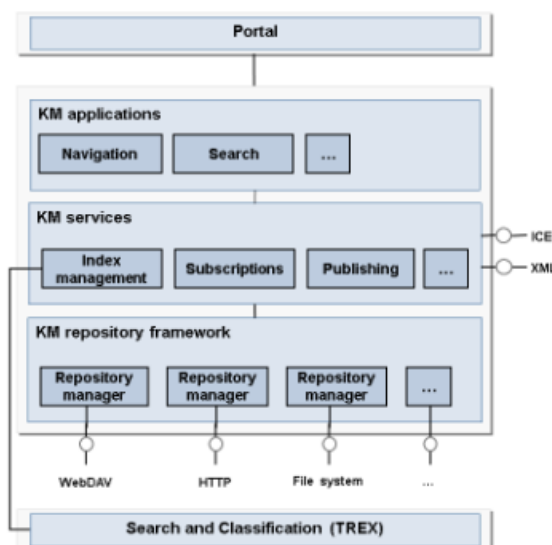 Portal
KM applications
Navigation
Search
...
KM services
ICE
Index
management
Subscriptions
Publishing
...
XML
KM repository framework
Repository
manager
Repository
manager
Repository
manager
...
WebDAV
HTTP
File system
...
Search and Classification (TREX)